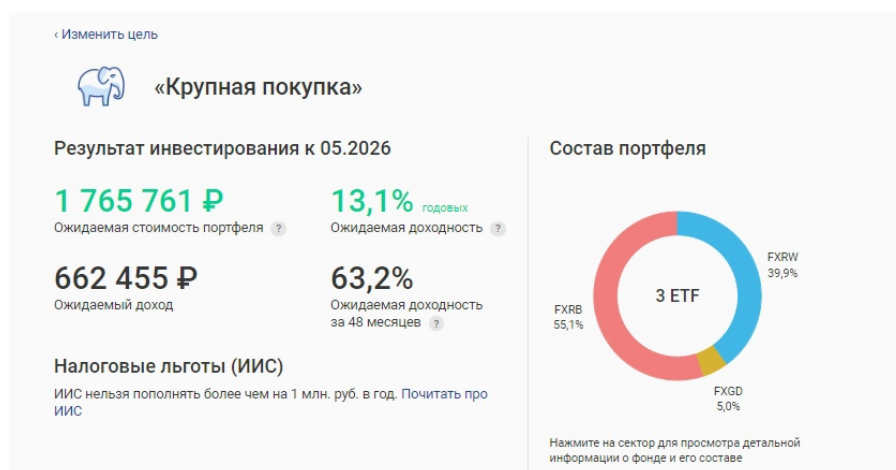 ‹ Изменить цель
«Крупная покупка»
Результат инвестирования к 05.2026
1 765 761 ₽
Ожидаемая стоимость портфеля ?
13,1% годовых
Ожидаемая доходность ?
662 455 ₽
Ожидаемый доход
63,2%
Ожидаемая доходность
за 48 месяцев ?
Налоговые льготы (ИИС)
ИИС нельзя пополнять более чем на 1 млн. руб. в год. Почитать про
ИИС
Состав портфеля
FXRW
39,9%
3 ETF
FXRB
55,1%
FXGD
5,0%
Нажмите на сектор для просмотра детальной
информации о фонде и его составе